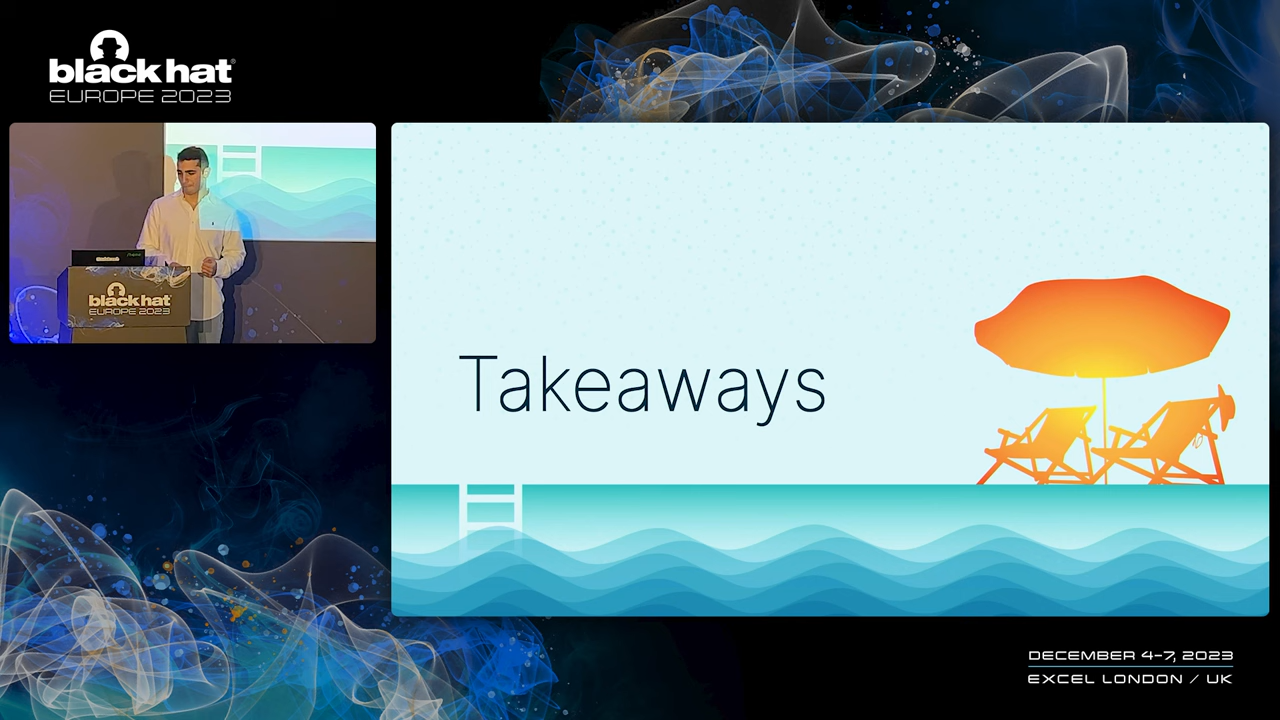 black hat®
EUROPE 2023
black hat
EUROPE 2023
Takeaways
DECEMBER 4-7, 2023
EXCEL LONDON / UK